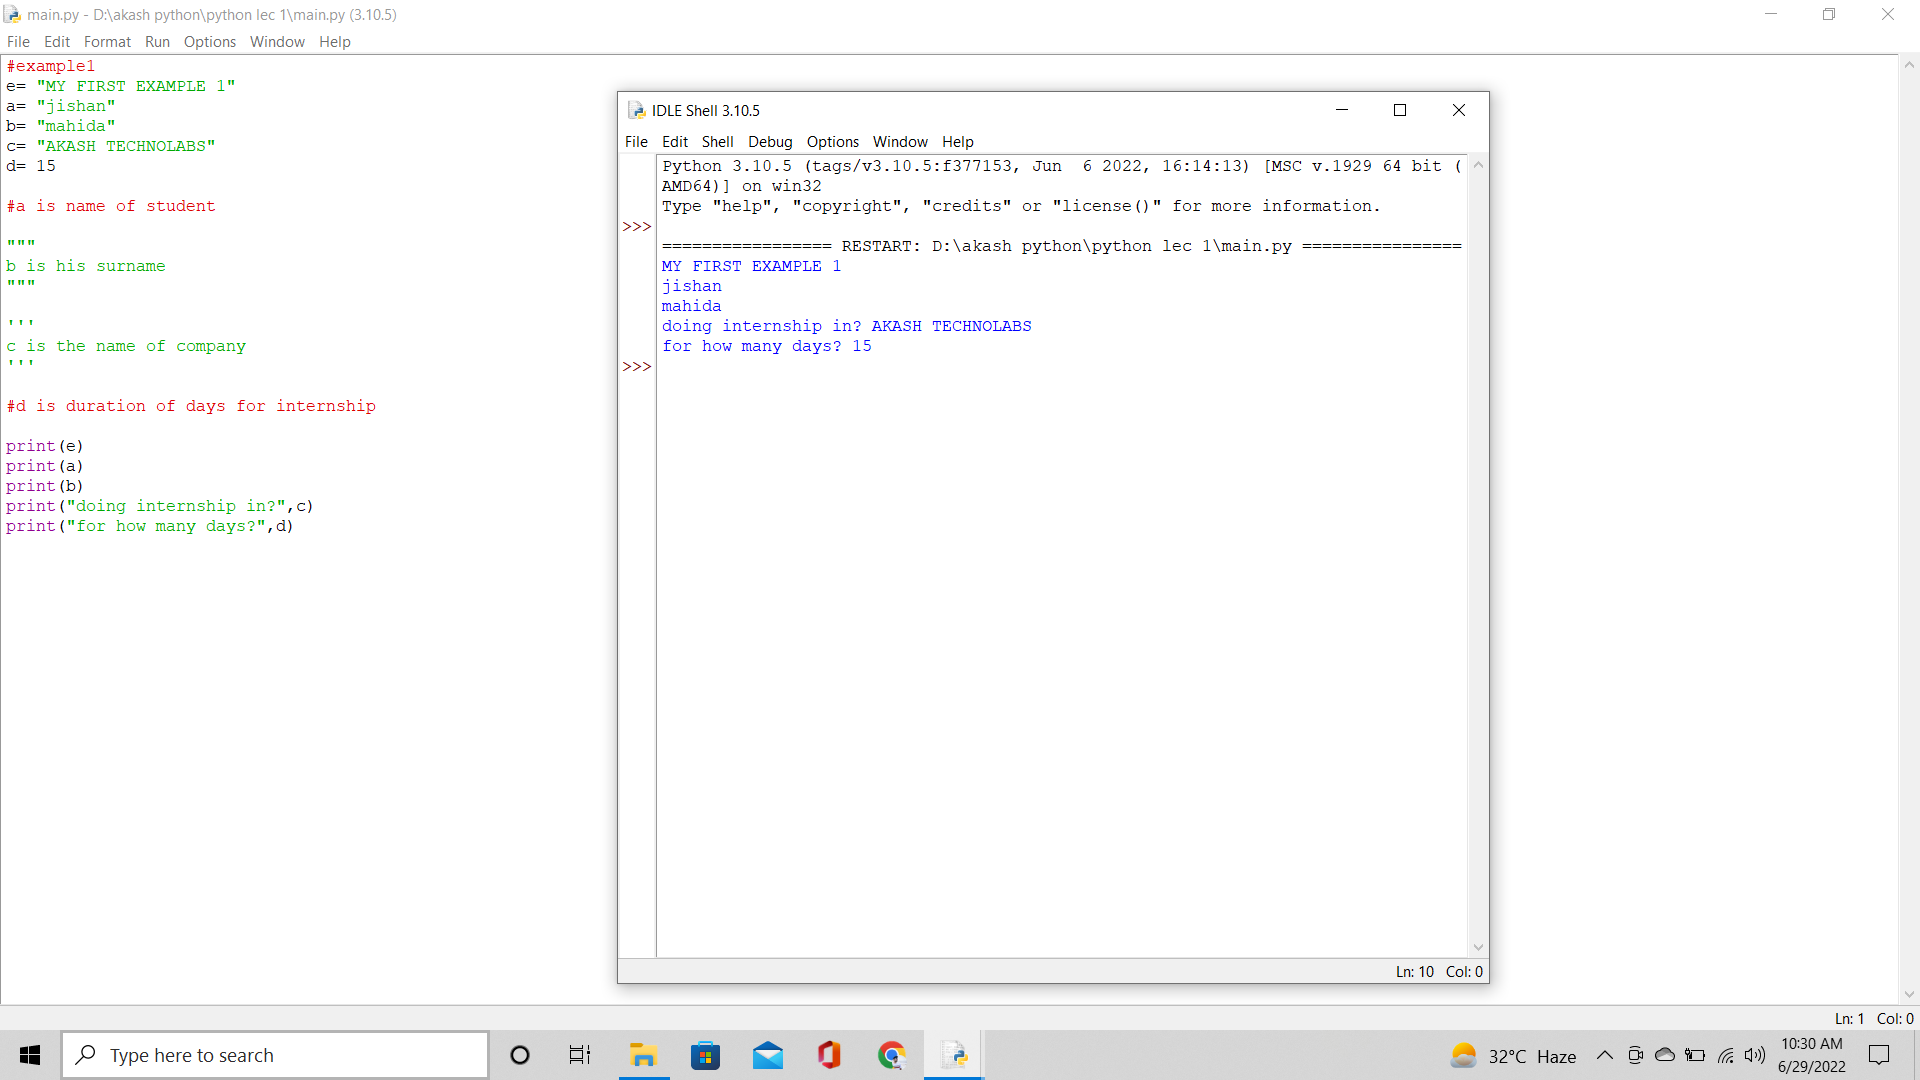 main.py - D:\akash python\python lec 1\main.py (3.10.5)
File Edit Format Run Options Window Help
#example1
e= "MY FIRST EXAMPLE 1"
a= "jishan"
b= "mahida"
c= "AKASH TECHNOLABS"
d= 15
#a is name of student
"""
b is his surname
"""
'''
c is the name of company
'''
#d is duration of days for internship
print(e)
print(a)
print(b)
print("doing internship in?",c)
print("for how many days?",d)
IDLE Shell 3.10.5
File Edit Shell Debug Options Window Help
Python 3.10.5 (tags/v3.10.5:f377153, Jun  6 2022, 16:14:13) [MSC v.1929 64 bit (
AMD64)] on win32
Type "help", "copyright", "credits" or "license()" for more information.
>>>
================= RESTART: D:\akash python\python lec 1\main.py ================
MY FIRST EXAMPLE 1
jishan
mahida
doing internship in? AKASH TECHNOLABS
for how many days? 15
>>>
Ln: 10 Col: 0
Ln: 1 Col: 0
Type here to search
32°C Haze
10:30 AM
6/29/2022